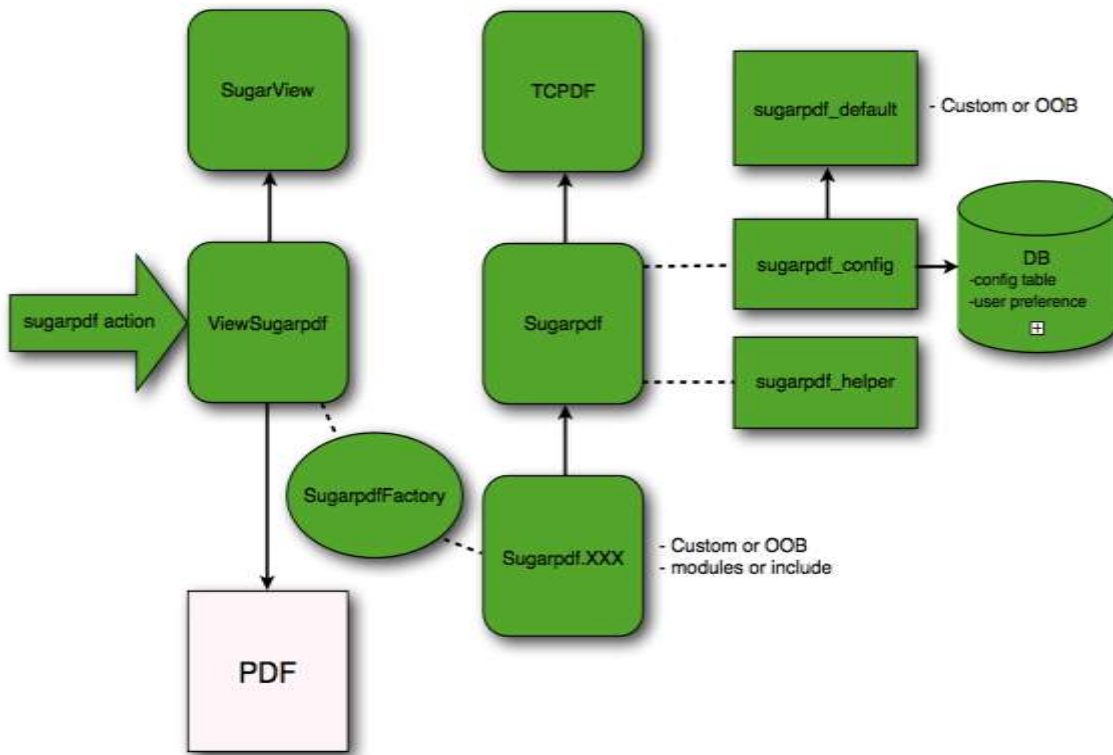 SugarView
TCPDF
sugarpdf_default
- Custom or OOB
sugarpdf action
ViewSugarpdf
Sugarpdf
sugarpdf_config
DB
-config table
-user preference
sugarpdf_helper
SugarpdfFactory
Sugarpdf.XXX
- Custom or OOB
- modules or include
PDF